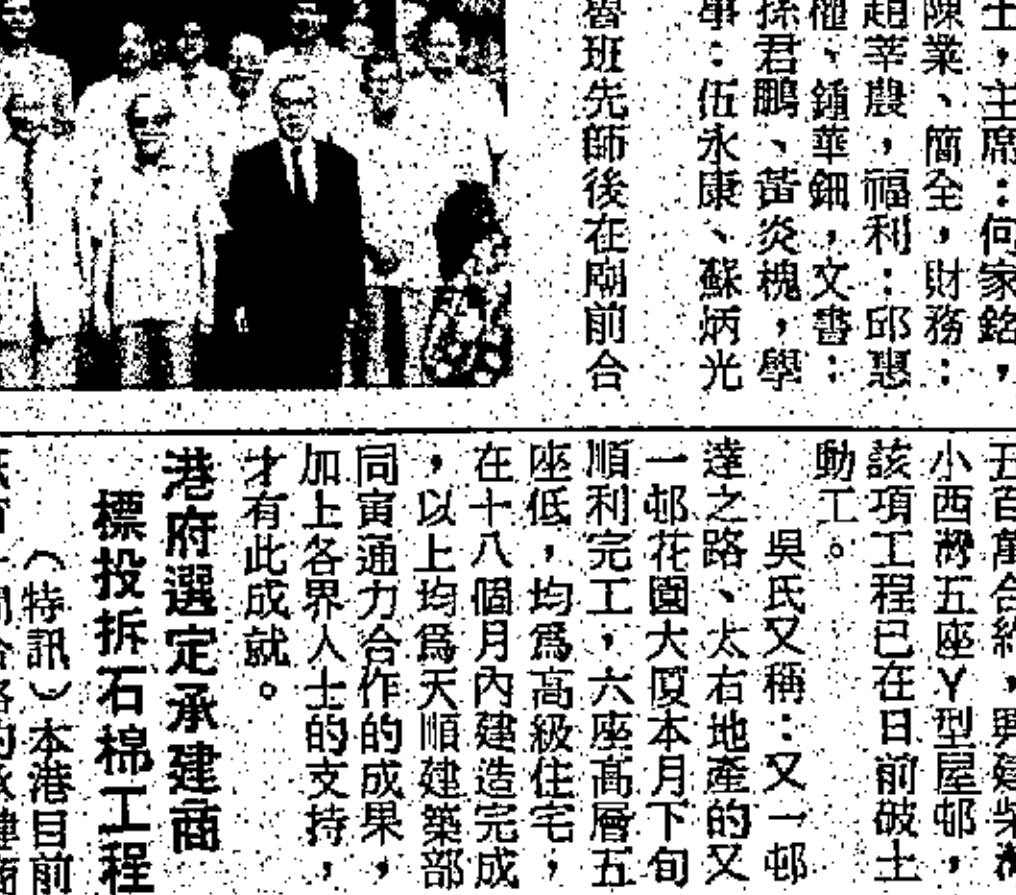 士，主席：何家銘，
陳業、簡全，財務：
趙莘農，福利：邱惠
、鍾華鈿，文書：
孫君鵬、黃炎槐，學
：伍永康、蘇炳光
魯班先師後在廟前合
五百萬合約，興建柴
小西灣五座Y型屋邨，
該項工程已在日前破土
動工。
吳氏又稱：又一邨
達之路、太右地產的又
一邨花園大厦本月下旬
順利完工，六座高層五
座低，均爲高級住宅，
在十八個月內建造完成
，以上均爲天順建築部
同寅通力合作的成果，
加上各界人士的支持，
才有此成就。
港府選定承建商
標投拆石棉工程
（特訊）本港目前